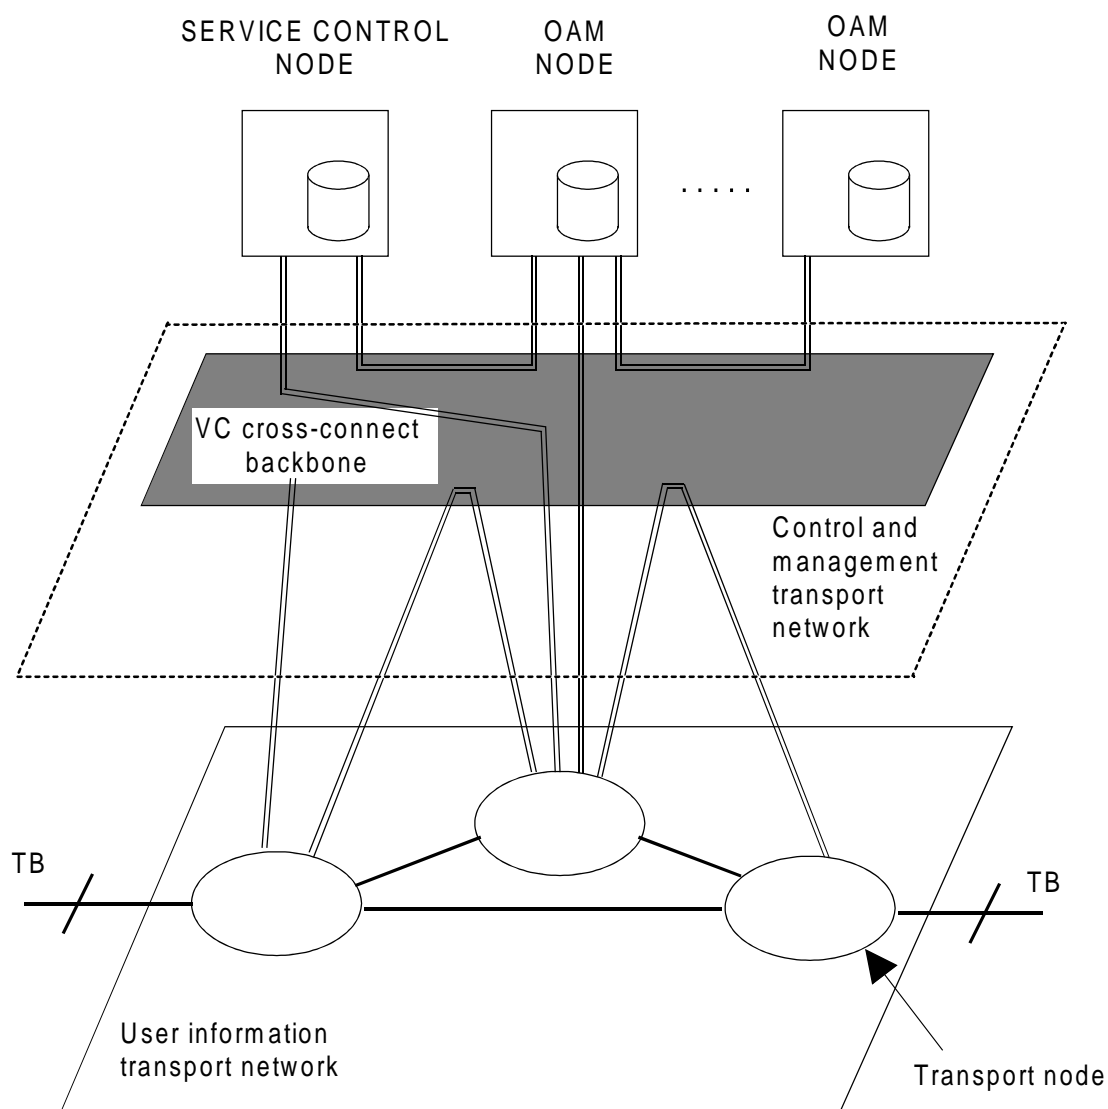 SERVICE CONTROL
NODE
OAM
NODE
OAM
NODE
. . . . .
VC cross-connect
backbone
Control and
management
transport
network
TB
TB
User information
transport network
Transport node